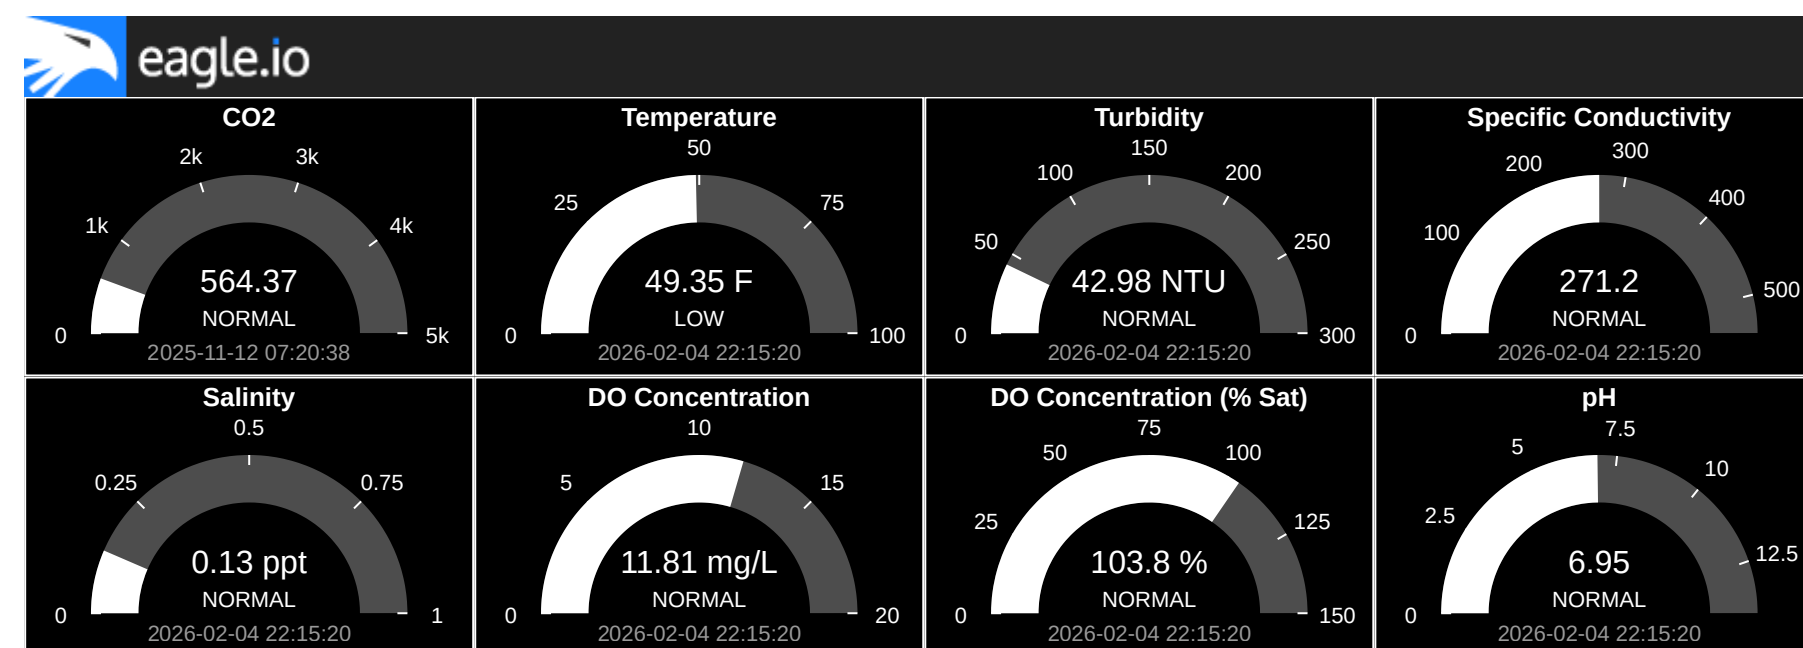 eagle.io
CO2
0
1k
2k
3k
4k
5k
564.37
NORMAL
2025-11-12 07:20:38
Temperature
0
25
50
75
100
49.35 F
LOW
2026-02-04 22:15:20
Turbidity
0
50
100
150
200
250
300
42.98 NTU
NORMAL
2026-02-04 22:15:20
Specific Conductivity
0
100
200
300
400
500
271.2
NORMAL
2026-02-04 22:15:20
Salinity
0
0.25
0.5
0.75
1
0.13 ppt
NORMAL
2026-02-04 22:15:20
DO Concentration
0
5
10
15
20
11.81 mg/L
NORMAL
2026-02-04 22:15:20
DO Concentration (% Sat)
0
25
50
75
100
125
150
103.8 %
NORMAL
2026-02-04 22:15:20
pH
0
2.5
5
7.5
10
12.5
6.95
NORMAL
2026-02-04 22:15:20